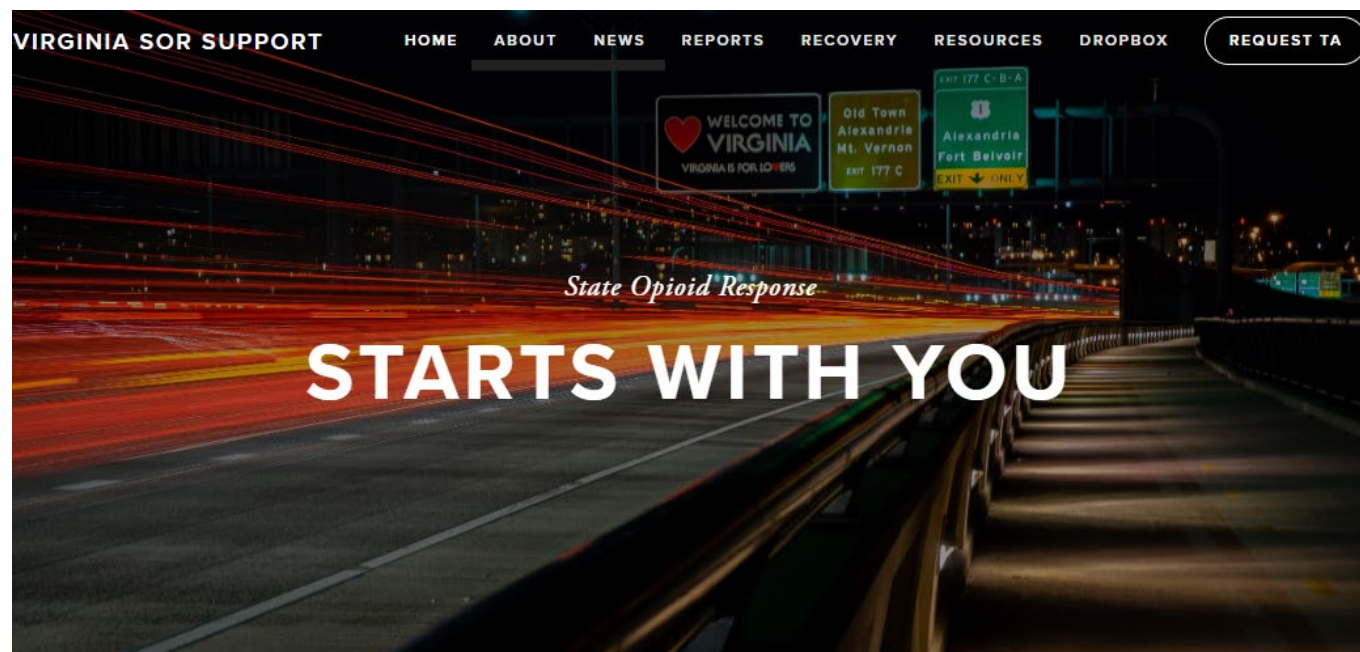 VIRGINIA SOR SUPPORT
HOME ABOUT NEWS REPORTS RECOVERY RESOURCES DROPBOX REQUEST TA
EXIT 177 C-B-A
WELCOME TO
VIRGINIA
VIRGINIA IS FOR LOVERS
Old Town
Alexandria
Mt. Vernon
EXIT 177 C
1
Alexandria
Fort Belvoir
EXIT ONLY
State Opioid Response
STARTS WITH YOU